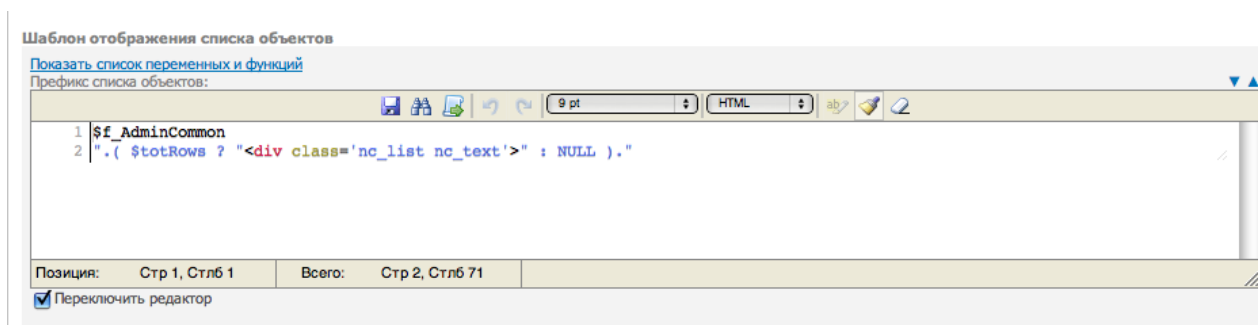 Шаблон отображения списка объектов
Показать список переменных и функций
Префикс списка объектов:
9 pt HTML ab
1 $f_AdminCommon
2 ".( $totRows ? "<div class='nc_list nc_text'>" : NULL )."
Позиция: Стр 1, Стлб 1 Всего: Стр 2, Стлб 71
Переключить редактор